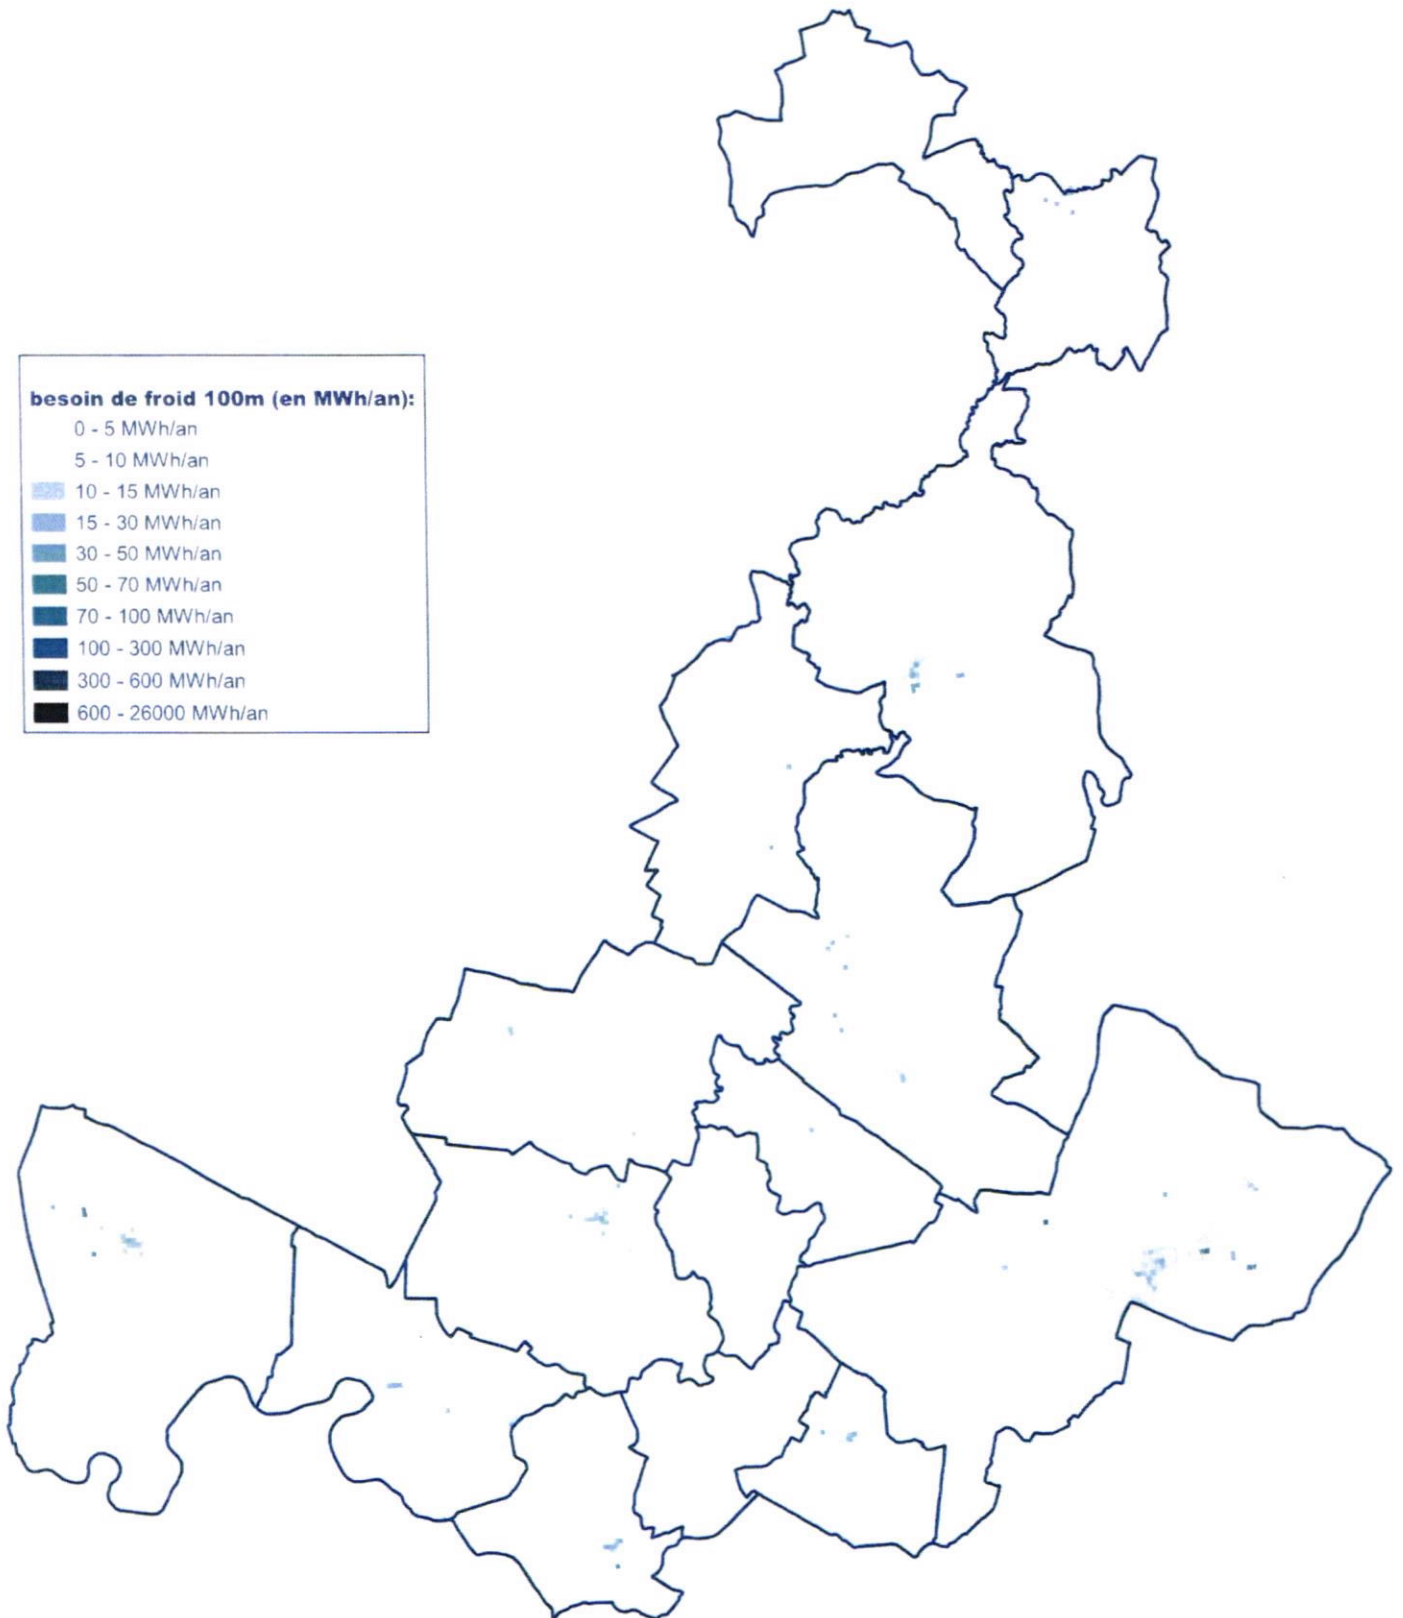 besoin de froid 100m (en MWh/an):
0 - 5 MWh/an
5 - 10 MWh/an
10 - 15 MWh/an
15 - 30 MWh/an
30 - 50 MWh/an
50 - 70 MWh/an
70 - 100 MWh/an
100 - 300 MWh/an
300 - 600 MWh/an
600 - 26000 MWh/an